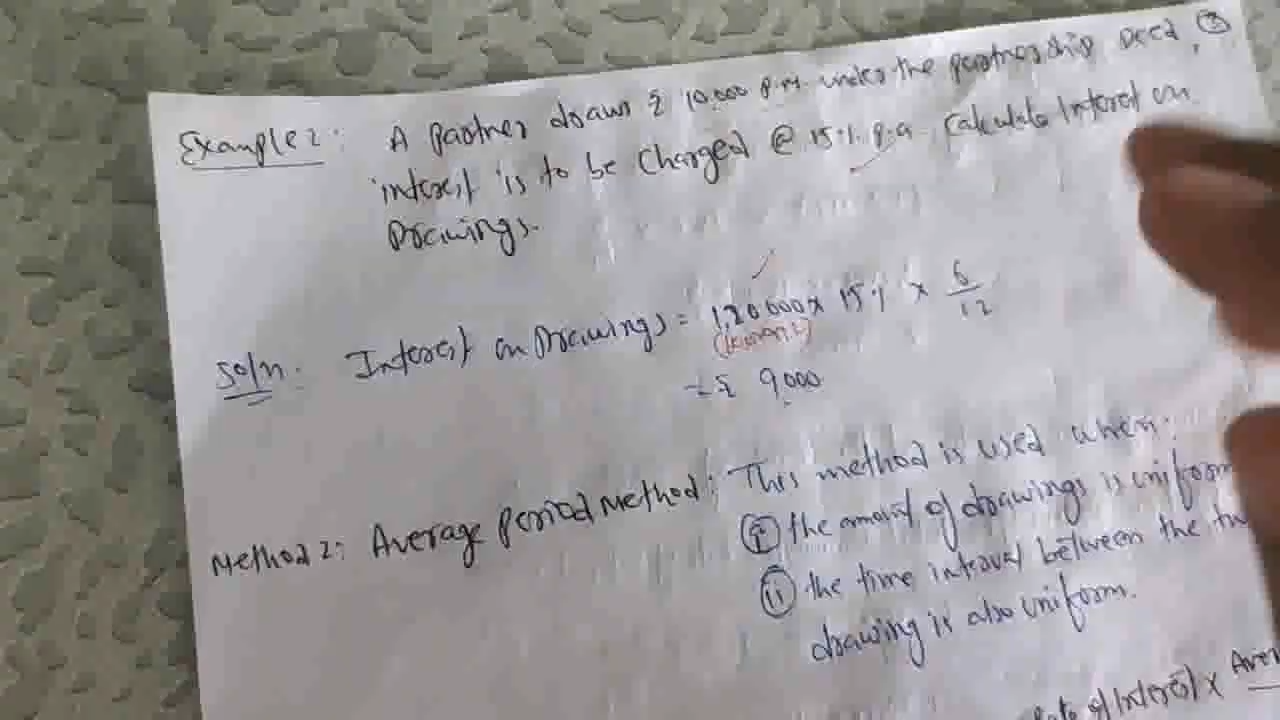 Example 2: A partner draws ₹ 10,000 p.m. under the partnership Deed, ③
interest is to be charged @ 15% p.a. Calculate Interest on
Drawings.
Soln: Interest on Drawings = 1,20,000 x 15% x 6/12
= ₹ 9,000
Method 2: Average period Method: This method is used when:
(i) the amount of drawings is uniform
(ii) the time interval between the
drawing is also uniform.
Rate of Interest x